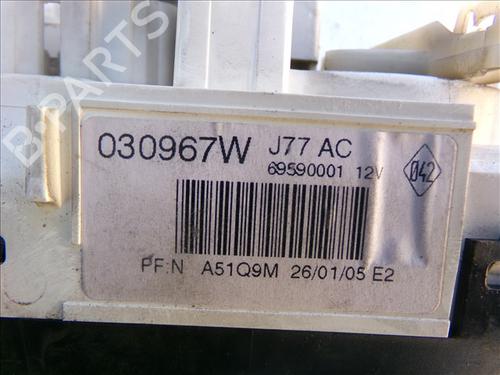 B-PARTS
030967W J77 AC
69590001 12V
042
PF:N A51Q9M 26/01/05 E2